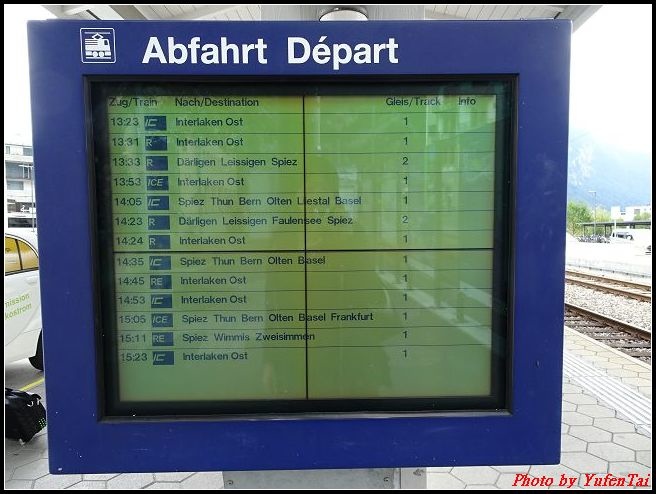 Abfahrt Départ
Zug/Train Nach/Destination Gleis/Track Info
13:23 IC Interlaken Ost 1
13:31 R Interlaken Ost 1
13:33 R Därligen Leissigen Spiez 2
13:53 ICE Interlaken Ost 1
14:05 IC Spiez Thun Bern Olten Liestal Basel 1
14:23 R Därligen Leissigen Faulensee Spiez 2
14:24 R Interlaken Ost 1
14:35 IC Spiez Thun Bern Olten Basel 1
14:45 RE Interlaken Ost 1
14:53 IC Interlaken Ost 1
15:05 ICE Spiez Thun Bern Olten Basel Frankfurt 1
15:11 RE Spiez Wimmis Zweisimmen 1
15:23 IC Interlaken Ost 1
mission
kostrom
Photo by YufenTai